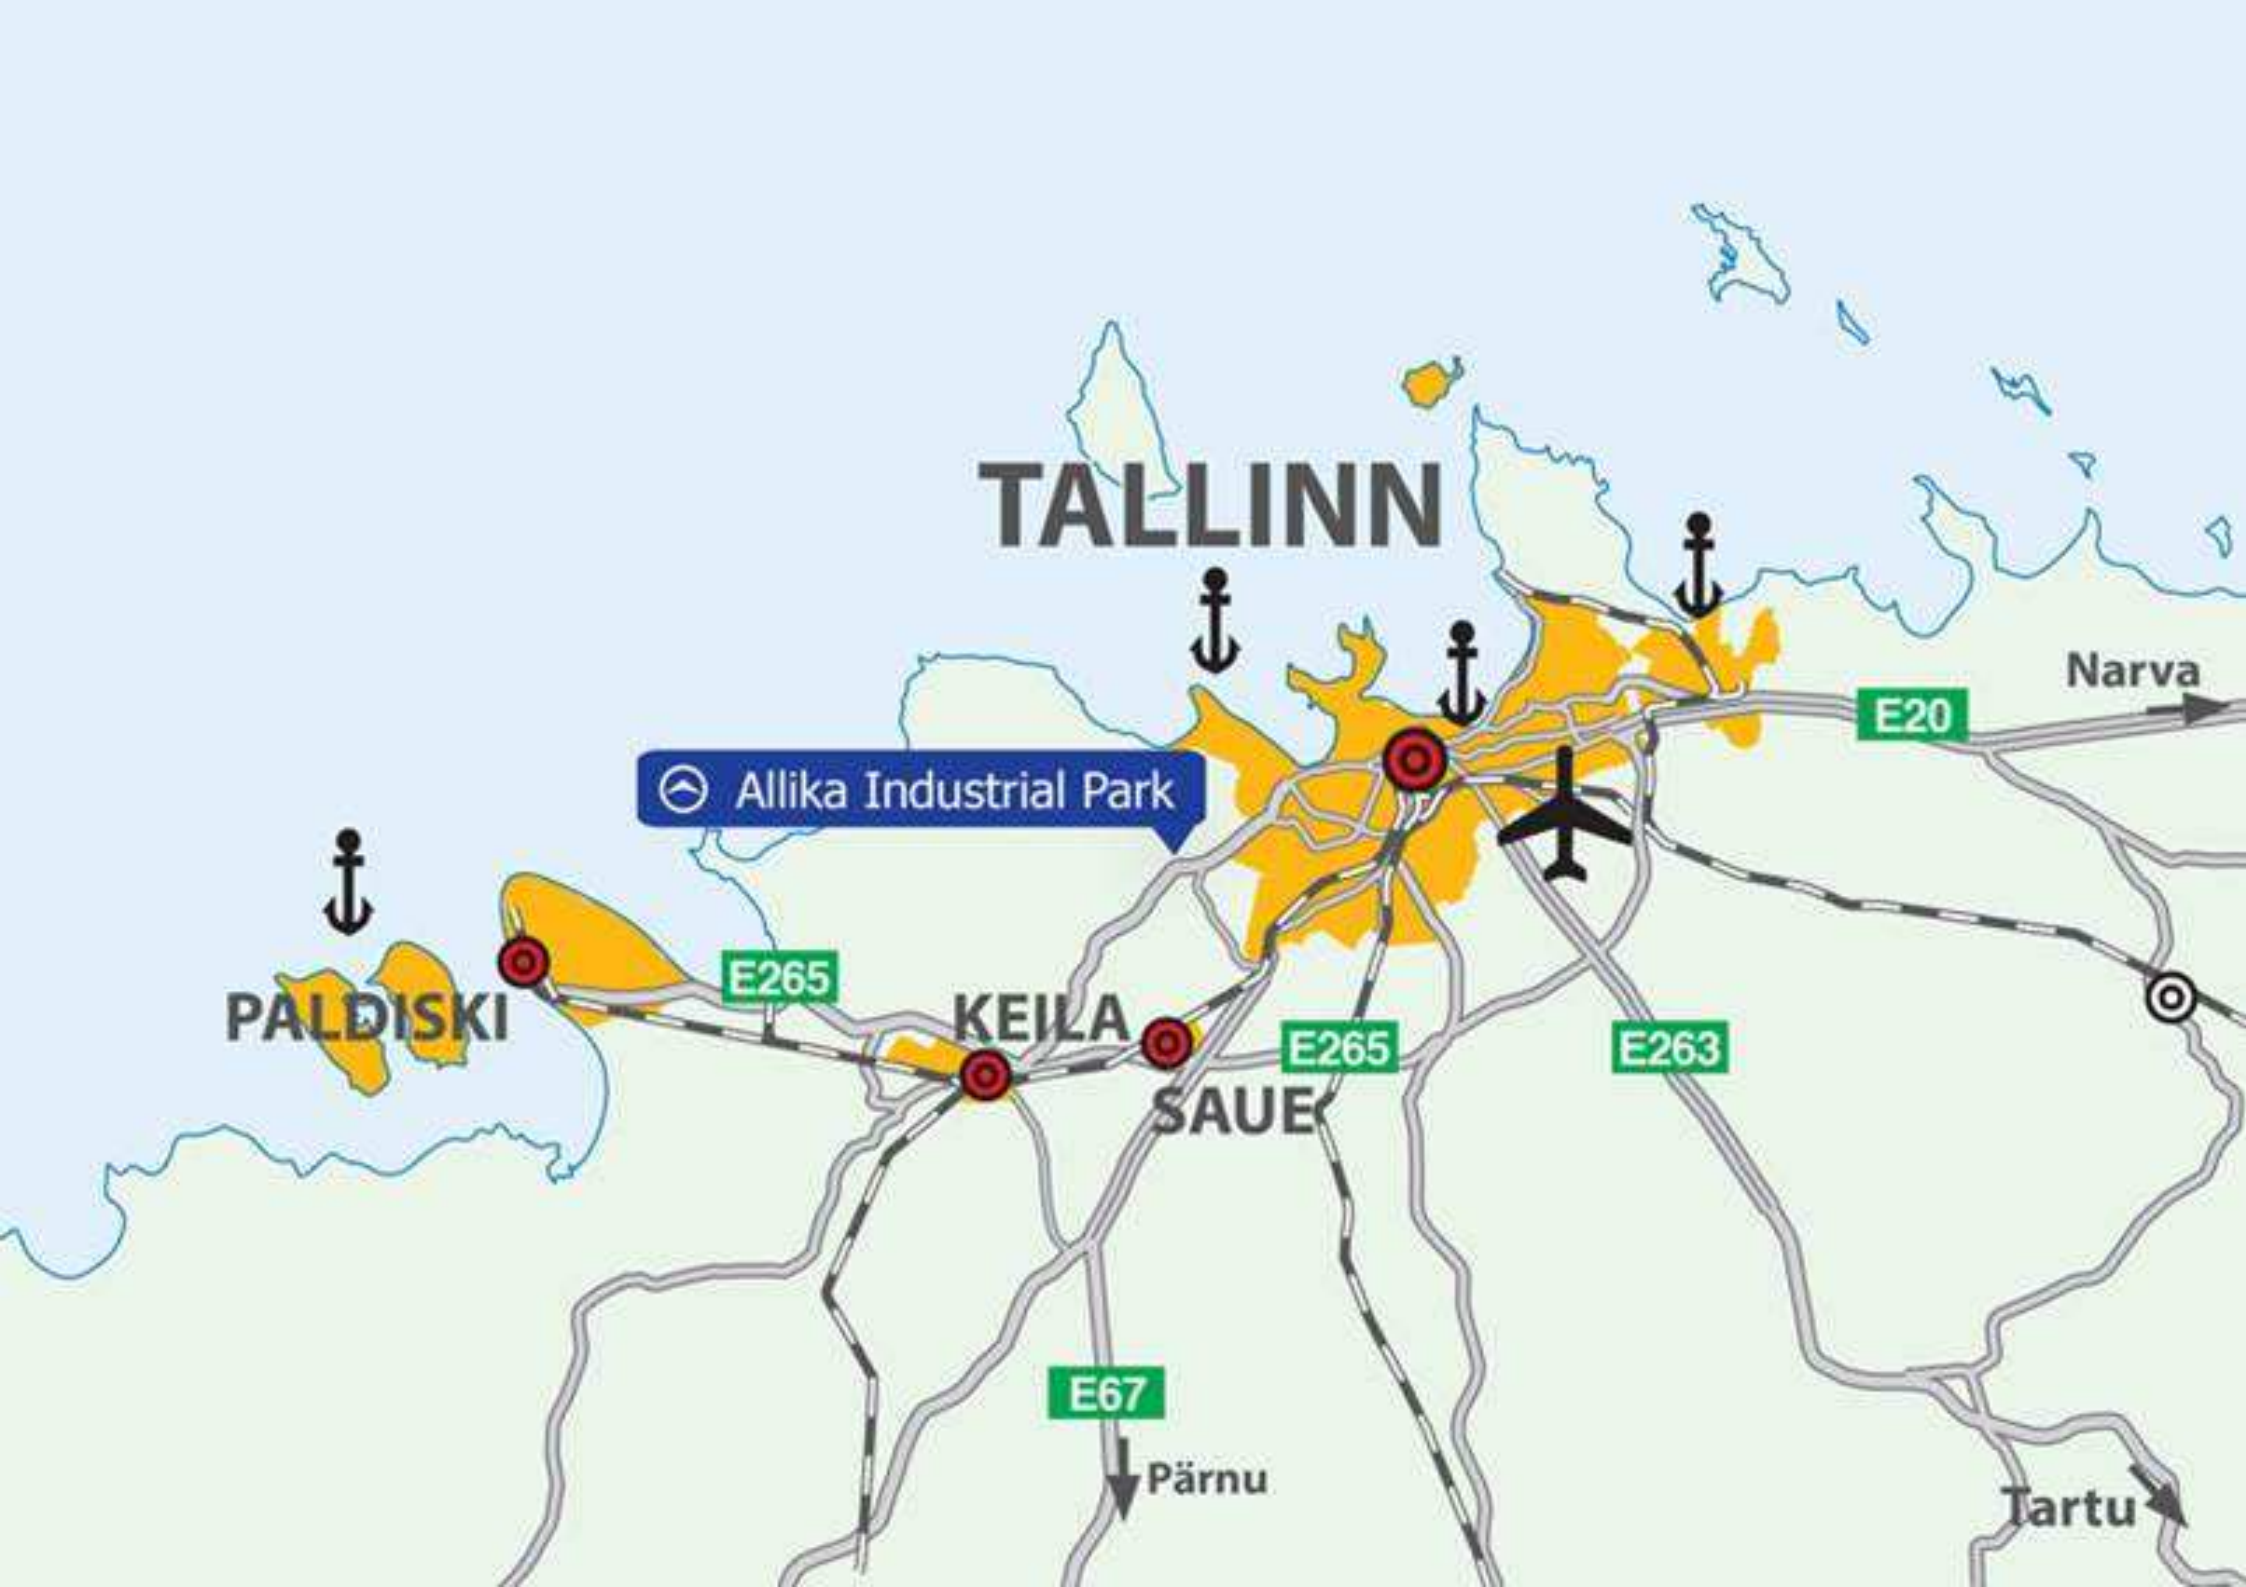 TALLINN
Narva
E20
Allika Industrial Park
E265
PALDISKI
KEILA
E265
E263
SAUE
E67
Pärnu
Tartu